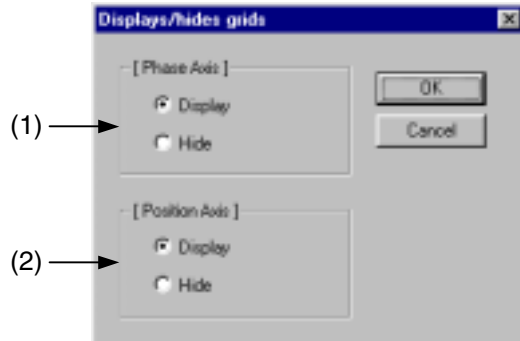 Displays/hides grids
[ Phase Axis ]
OK
Display
(1)
Cancel
Hide
[ Position Axis ]
Display
(2)
Hide